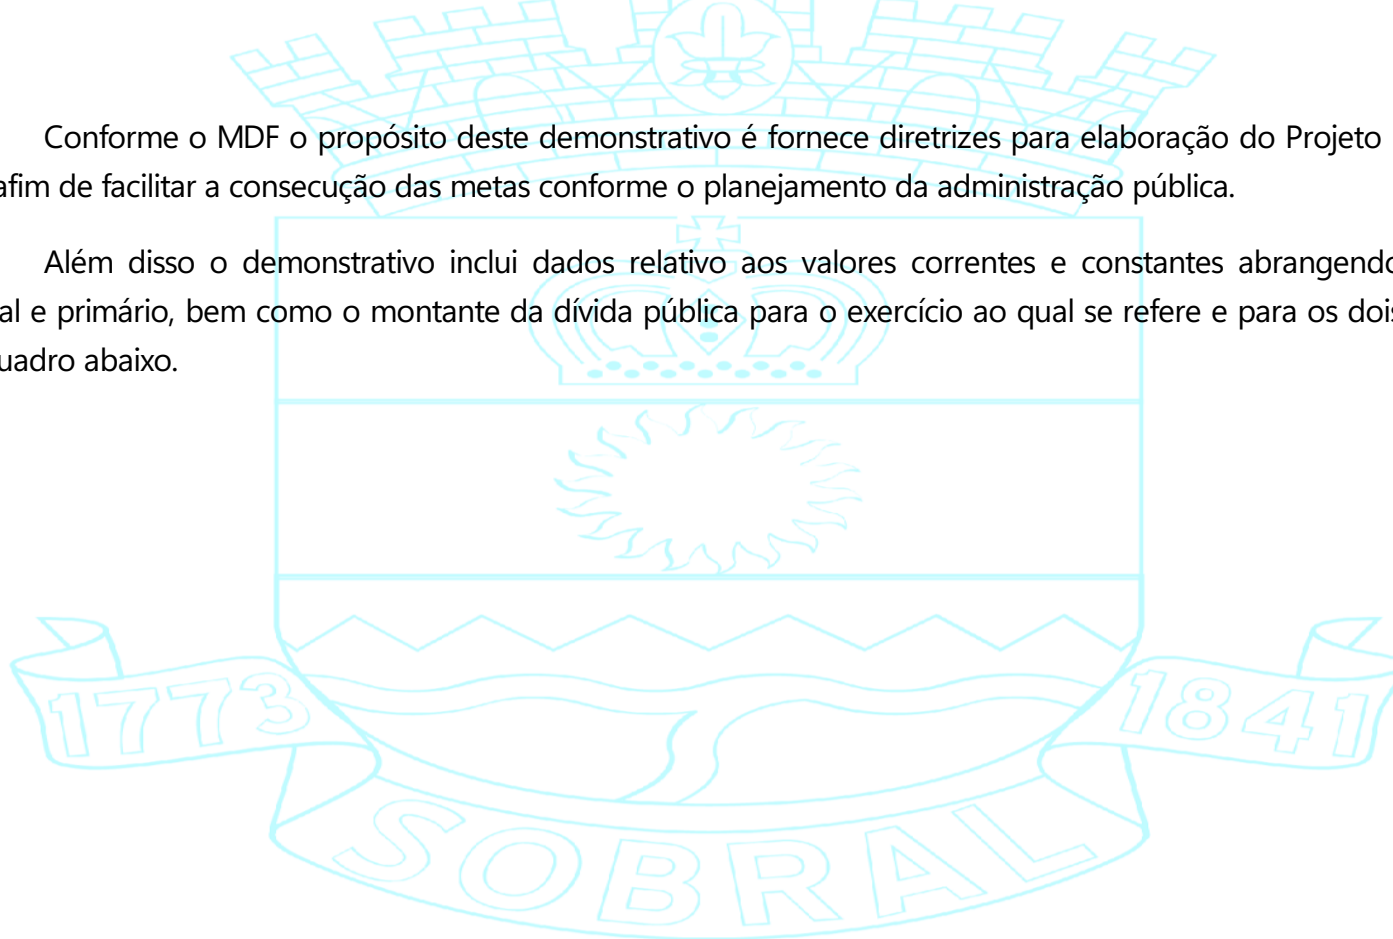 Conforme o MDF o propósito deste demonstrativo é fornece diretrizes para elaboração do Projeto
afim de facilitar a consecução das metas conforme o planejamento da administração pública.
Além disso o demonstrativo inclui dados relativo aos valores correntes e constantes abrangendo
al e primário, bem como o montante da dívida pública para o exercício ao qual se refere e para os dois
uadro abaixo.
1773
1841
SOBRAL